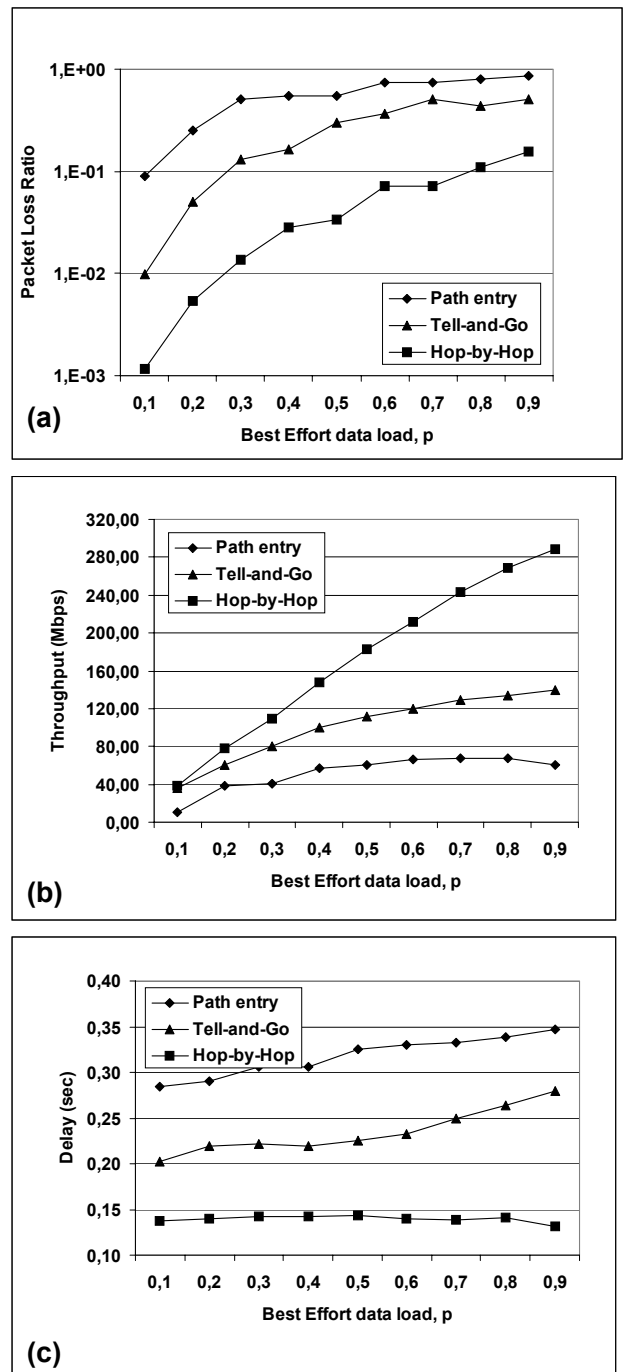 1,E+00
1,E-01
1,E-02
1,E-03
Packet Loss Ratio
Path entry
Tell-and-Go
Hop-by-Hop
0,1 0,2 0,3 0,4 0,5 0,6 0,7 0,8 0,9
Best Effort data load, p
(a)
320,00
280,00
240,00
200,00
160,00
120,00
80,00
40,00
0,00
Throughput (Mbps)
Path entry
Tell-and-Go
Hop-by-Hop
0,1 0,2 0,3 0,4 0,5 0,6 0,7 0,8 0,9
Best Effort data load, p
(b)
0,40
0,35
0,30
0,25
0,20
0,15
0,10
Delay (sec)
Path entry
Tell-and-Go
Hop-by-Hop
0,1 0,2 0,3 0,4 0,5 0,6 0,7 0,8 0,9
Best Effort data load, p
(c)